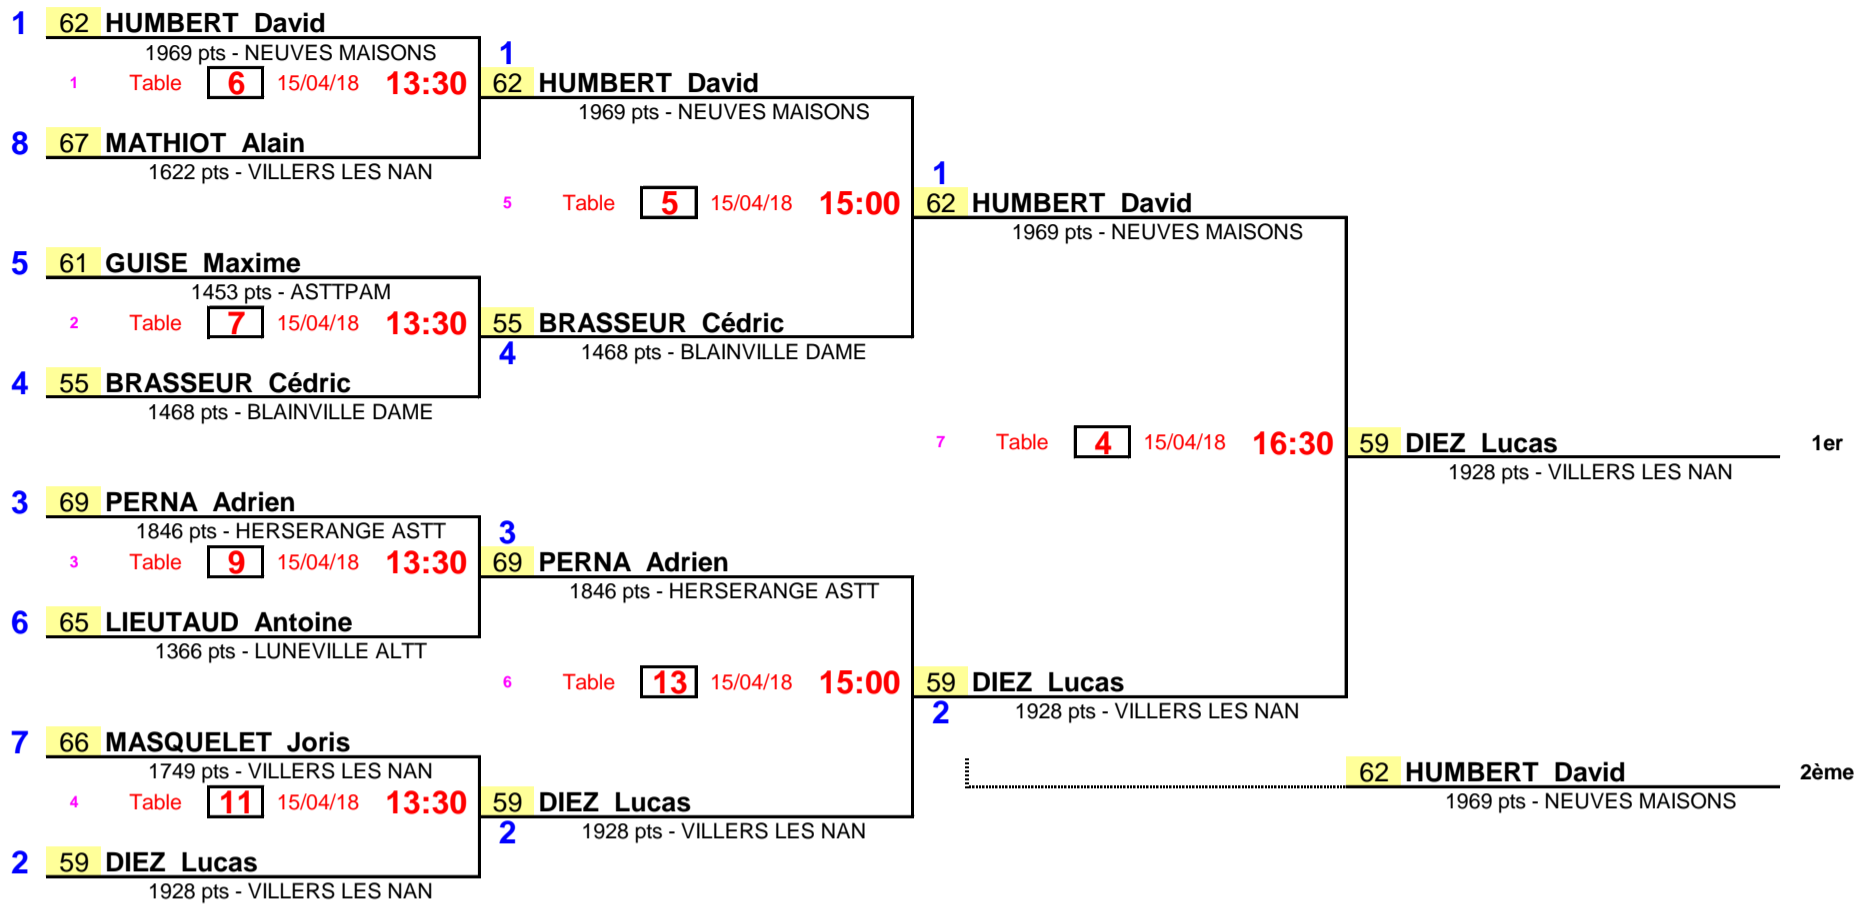 1 62 HUMBERT David
1969 pts - NEUVES MAISONS
1
1 Table 6 15/04/18 13:30 62 HUMBERT David
1969 pts - NEUVES MAISONS
8 67 MATHIOT Alain
1622 pts - VILLERS LES NAN
1
5 Table 5 15/04/18 15:00 62 HUMBERT David
1969 pts - NEUVES MAISONS
5 61 GUISE Maxime
1453 pts - ASTTPAM
2 Table 7 15/04/18 13:30 55 BRASSEUR Cédric
4 1468 pts - BLAINVILLE DAME
4 55 BRASSEUR Cédric
1468 pts - BLAINVILLE DAME
7 Table 4 15/04/18 16:30 59 DIEZ Lucas 1er
1928 pts - VILLERS LES NAN
3 69 PERNA Adrien
1846 pts - HERSERANGE ASTT
3
3 Table 9 15/04/18 13:30 69 PERNA Adrien
1846 pts - HERSERANGE ASTT
6 65 LIEUTAUD Antoine
1366 pts - LUNEVILLE ALTT
6 Table 13 15/04/18 15:00 59 DIEZ Lucas
2 1928 pts - VILLERS LES NAN
7 66 MASQUELET Joris
1749 pts - VILLERS LES NAN
62 HUMBERT David 2ème
1969 pts - NEUVES MAISONS
4 Table 11 15/04/18 13:30 59 DIEZ Lucas
2 1928 pts - VILLERS LES NAN
2 59 DIEZ Lucas
1928 pts - VILLERS LES NAN